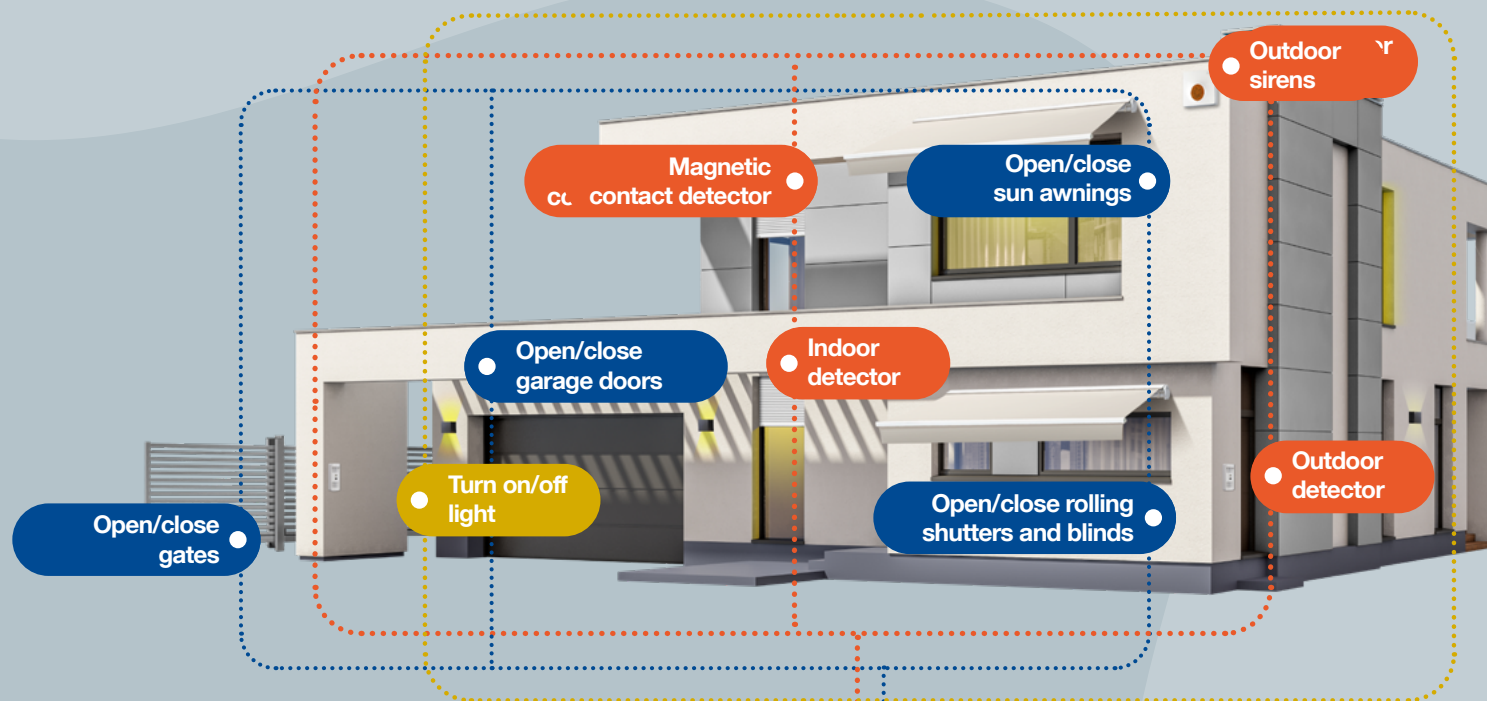 Outdoor
sirens
Magnetic
contact detector
Open/close
sun awnings
Open/close
garage doors
Indoor
detector
Turn on/off
light
Outdoor
detector
Open/close rolling
shutters and blinds
Open/close
gates